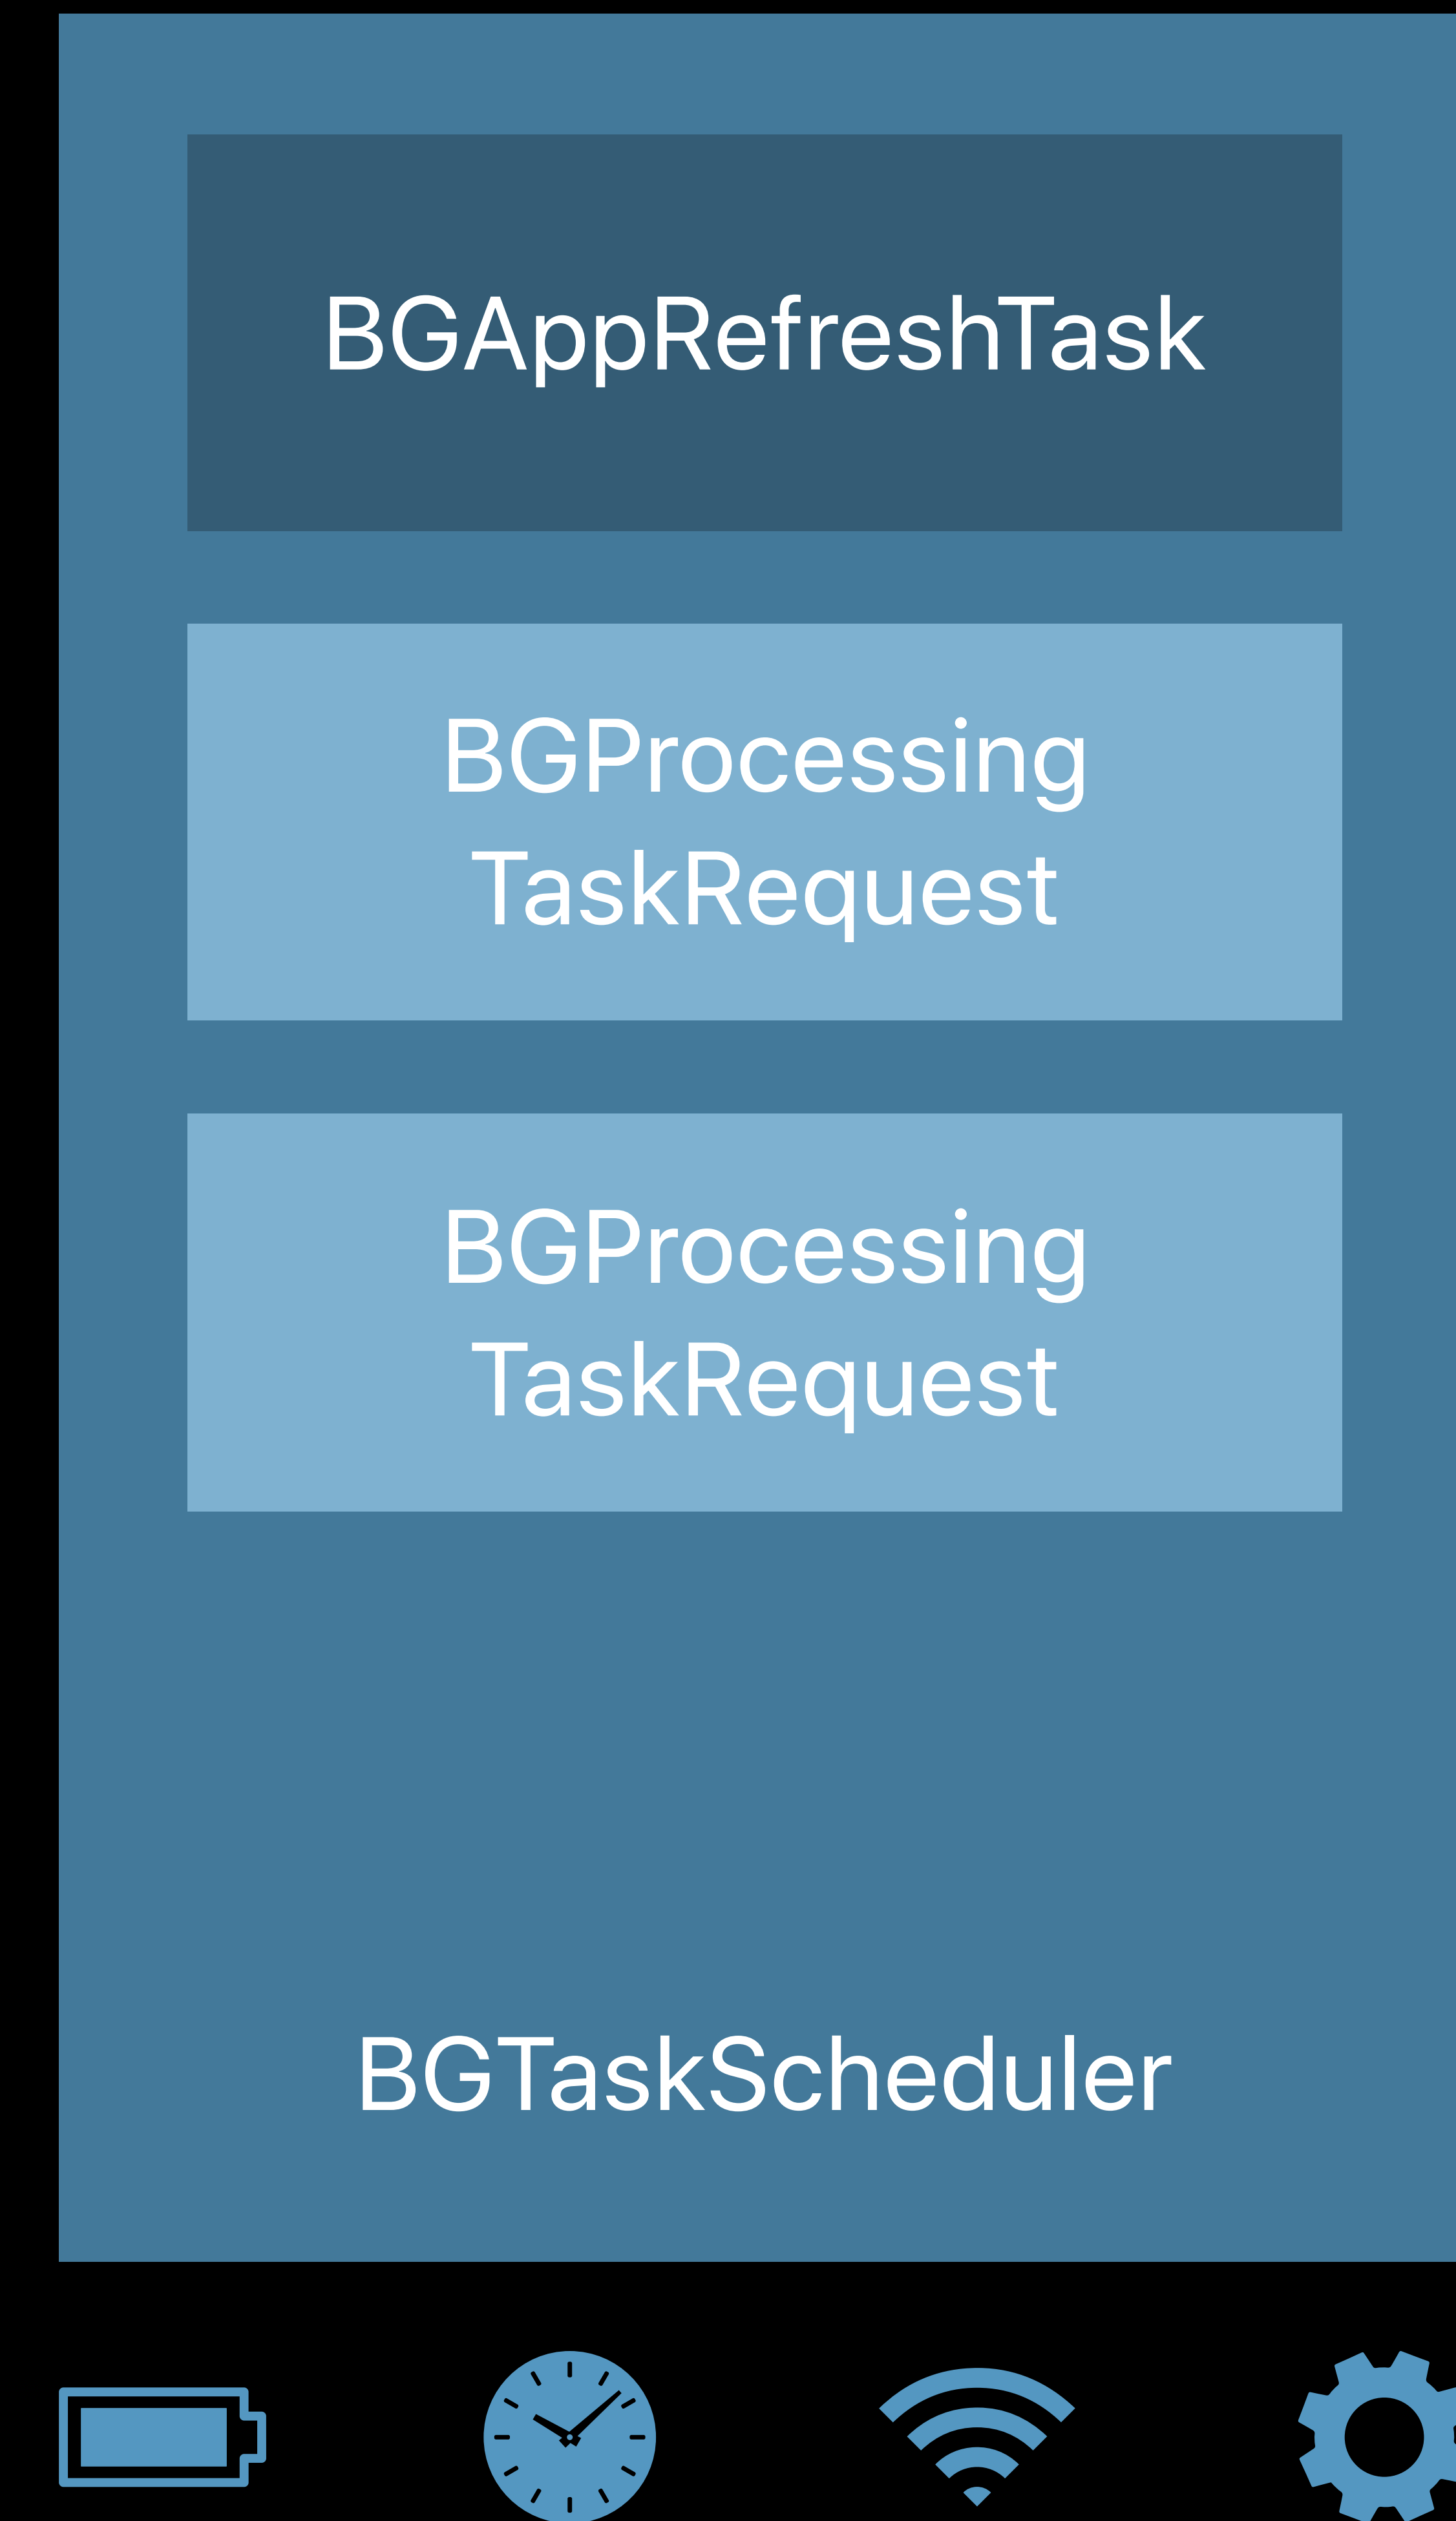 BGAppRefreshTask
BGProcessing
TaskRequest
BGProcessing
TaskRequest
BGTaskScheduler